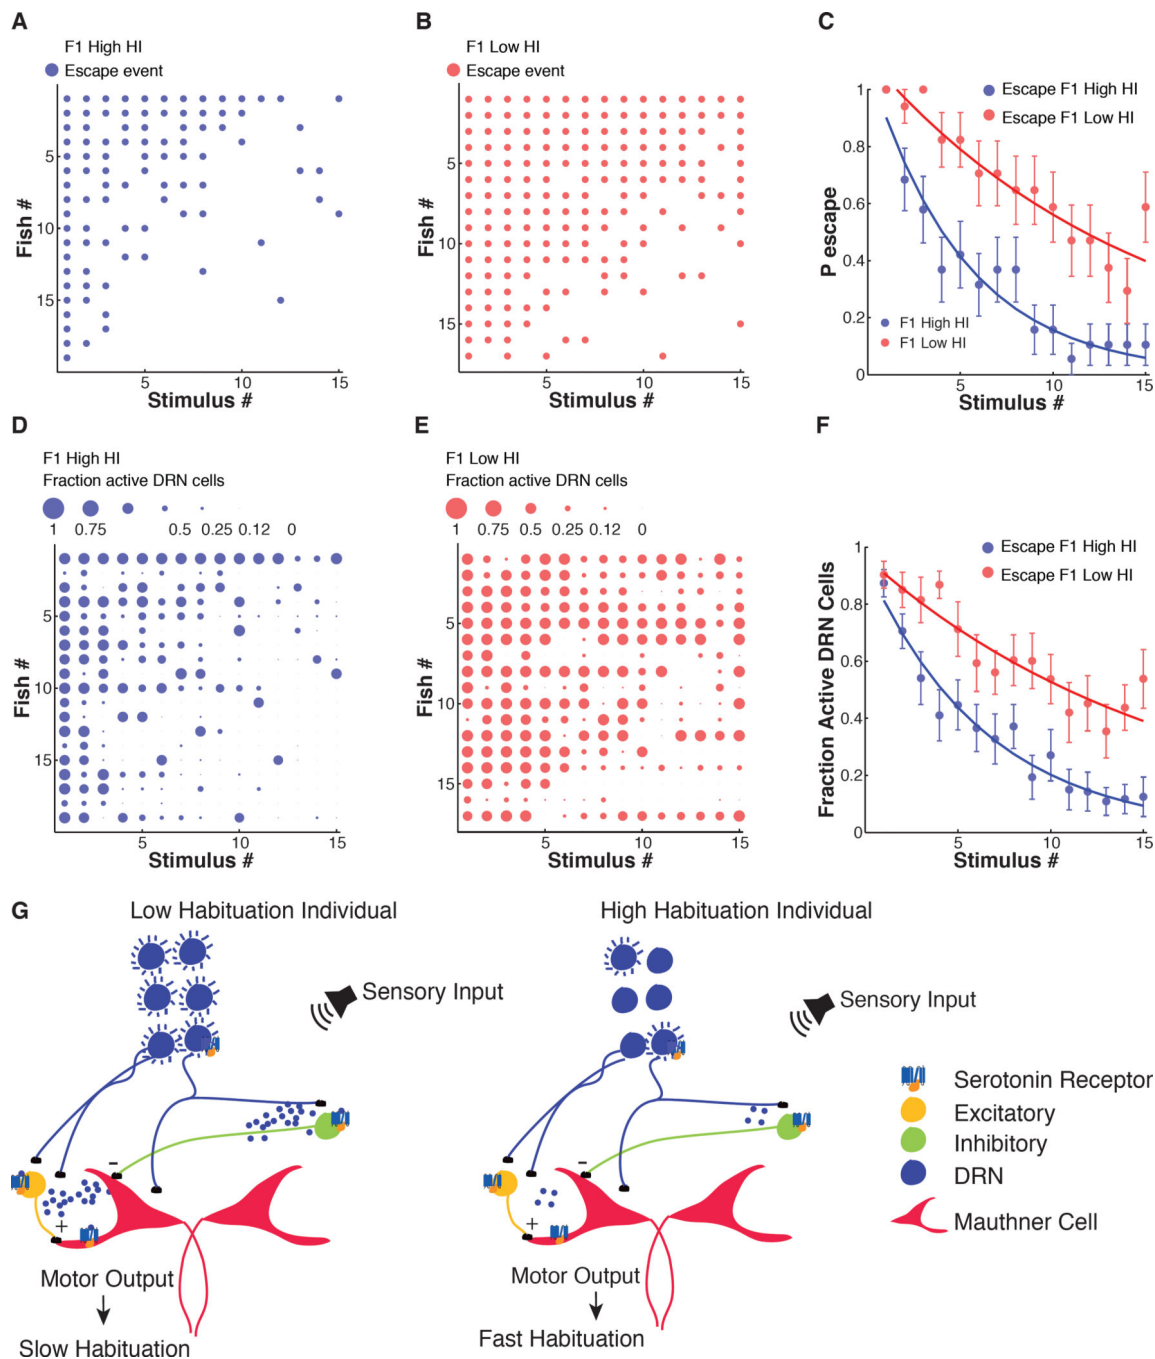 A
F1 High HI
Escape event
Fish #
5
10
15
5
10
15
Stimulus #
B
F1 Low HI
Escape event
Fish #
5
10
15
5
10
15
Stimulus #
C
Escape F1 High HI
Escape F1 Low HI
P escape
1
0.8
0.6
0.4
0.2
0
F1 High HI
F1 Low HI
5
10
15
Stimulus #
D
F1 High HI
Fraction active DRN cells
1 0.75 0.5 0.25 0.12 0
Fish #
5
10
15
5
10
15
Stimulus #
E
F1 Low HI
Fraction active DRN cells
1 0.75 0.5 0.25 0.12 0
Fish #
5
10
15
5
10
15
Stimulus #
F
Escape F1 High HI
Escape F1 Low HI
Fraction Active DRN Cells
1
0.8
0.6
0.4
0.2
0
5
10
15
Stimulus #
G
Low Habituation Individual
Sensory Input
-
+
Motor Output
Slow Habituation
High Habituation Individual
Sensory Input
-
+
Motor Output
Fast Habituation
Serotonin Receptor
Excitatory
Inhibitory
DRN
Mauthner Cell